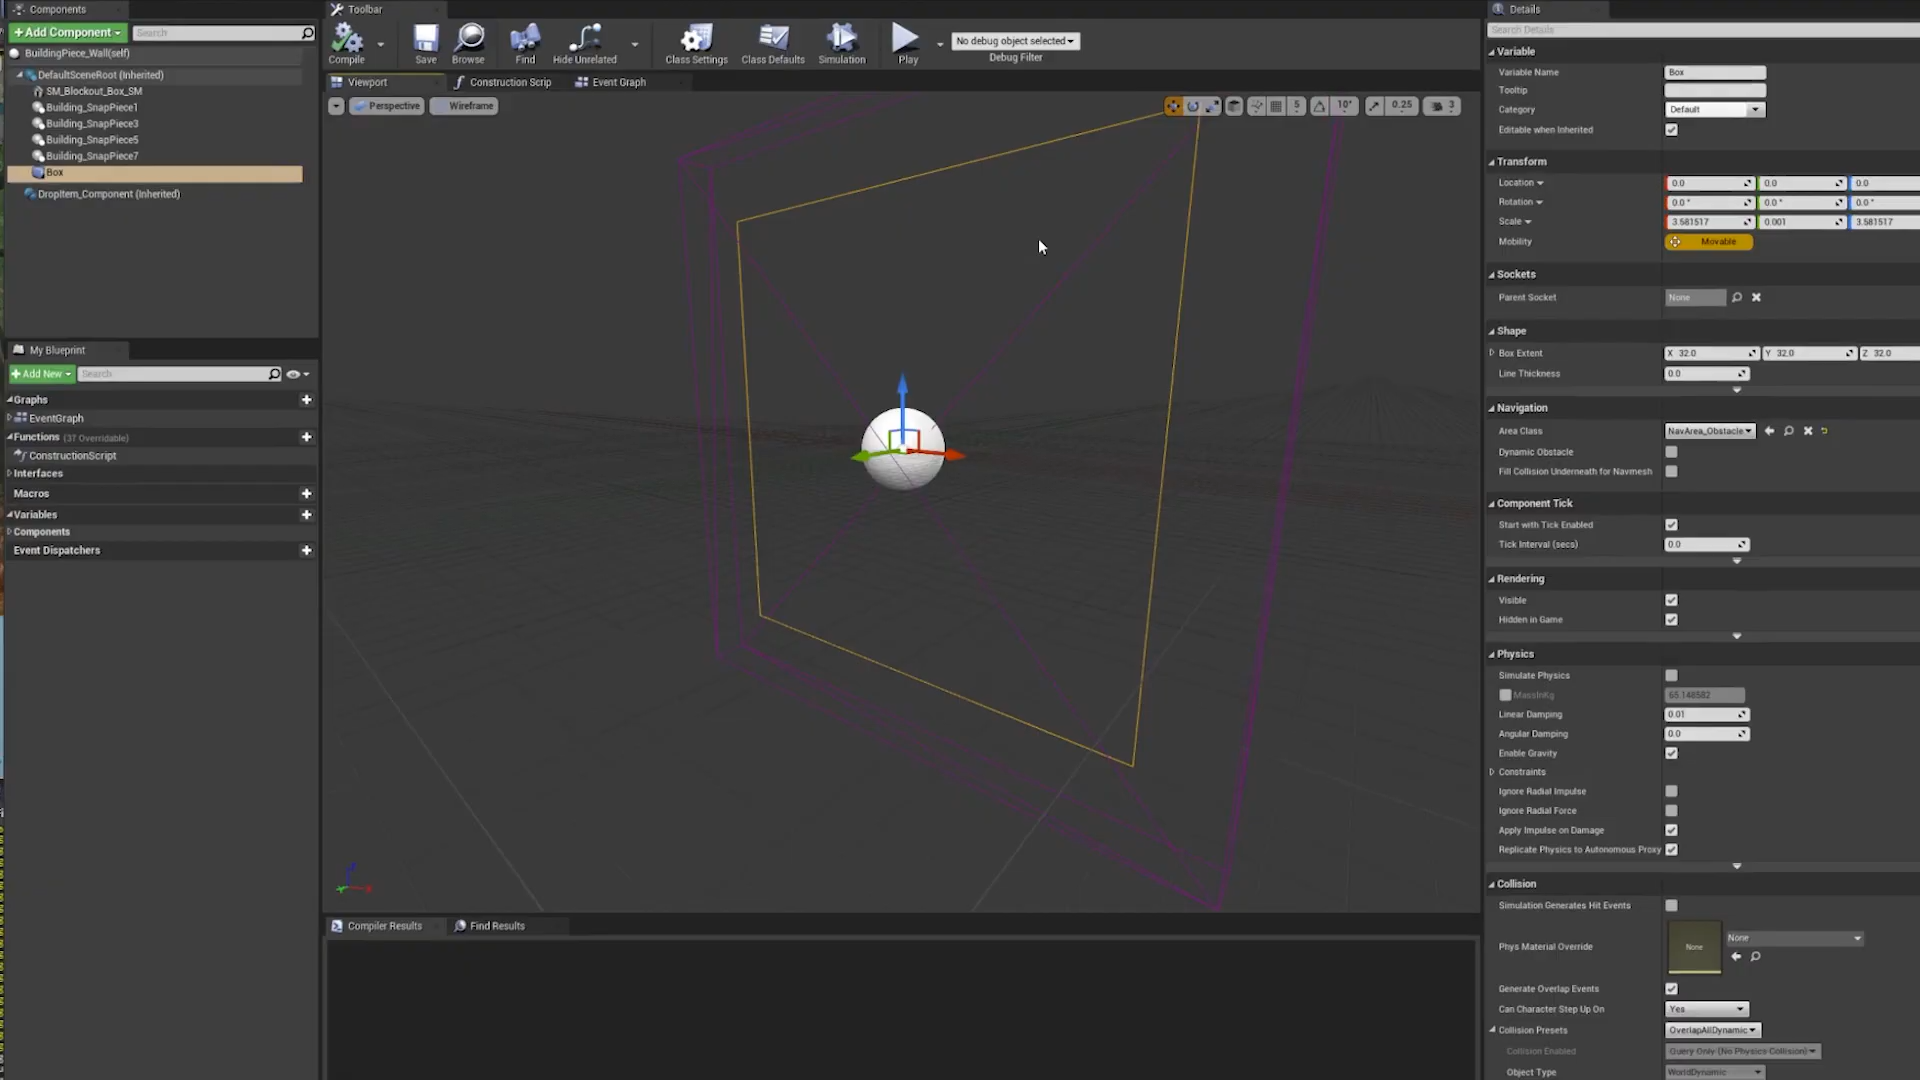 Components
Toolbar
Details
+Add Component
Search
BuildingPiece_Wall(self)
DefaultSceneRoot (Inherited)
SM_Blockout_Box_SM
Building_SnapPiece1
Building_SnapPiece3
Building_SnapPiece5
Building_SnapPiece7
Box
DropItem_Component (Inherited)
My Blueprint
+Add New
Search
Graphs
EventGraph
Functions (37 Overridable)
ConstructionScript
Interfaces
Macros
Variables
Components
Event Dispatchers
Compile
Save
Browse
Find
Hide Unrelated
Class Settings
Class Defaults
Simulation
Play
No debug object selected
Debug Filter
Viewport
Construction Scrip
Event Graph
Perspective
Wireframe
5
10°
0.25
3
Compiler Results
Find Results
Search Details
Variable
Variable Name Box
Tooltip
Category Default
Editable when Inherited
Transform
Location 0.0 0.0 0.0
Rotation 0.0° 0.0° 0.0°
Scale 3.581517 0.001 3.581517
Mobility Movable
Sockets
Parent Socket None
Shape
Box Extent X 32.0 Y 32.0 Z 32.0
Line Thickness 0.0
Navigation
Area Class NavArea_Obstacle
Dynamic Obstacle
Fill Collision Underneath for Navmesh
Component Tick
Start with Tick Enabled
Tick Interval (secs) 0.0
Rendering
Visible
Hidden in Game
Physics
Simulate Physics
MassInKg 65.148582
Linear Damping 0.01
Angular Damping 0.0
Enable Gravity
Constraints
Ignore Radial Impulse
Ignore Radial Force
Apply Impulse on Damage
Replicate Physics to Autonomous Proxy
Collision
Simulation Generates Hit Events
Phys Material Override None None
Generate Overlap Events
Can Character Step Up On Yes
Collision Presets OverlapAllDynamic
Collision Enabled Query Only (No Physics Collision)
Object Type WorldDynamic